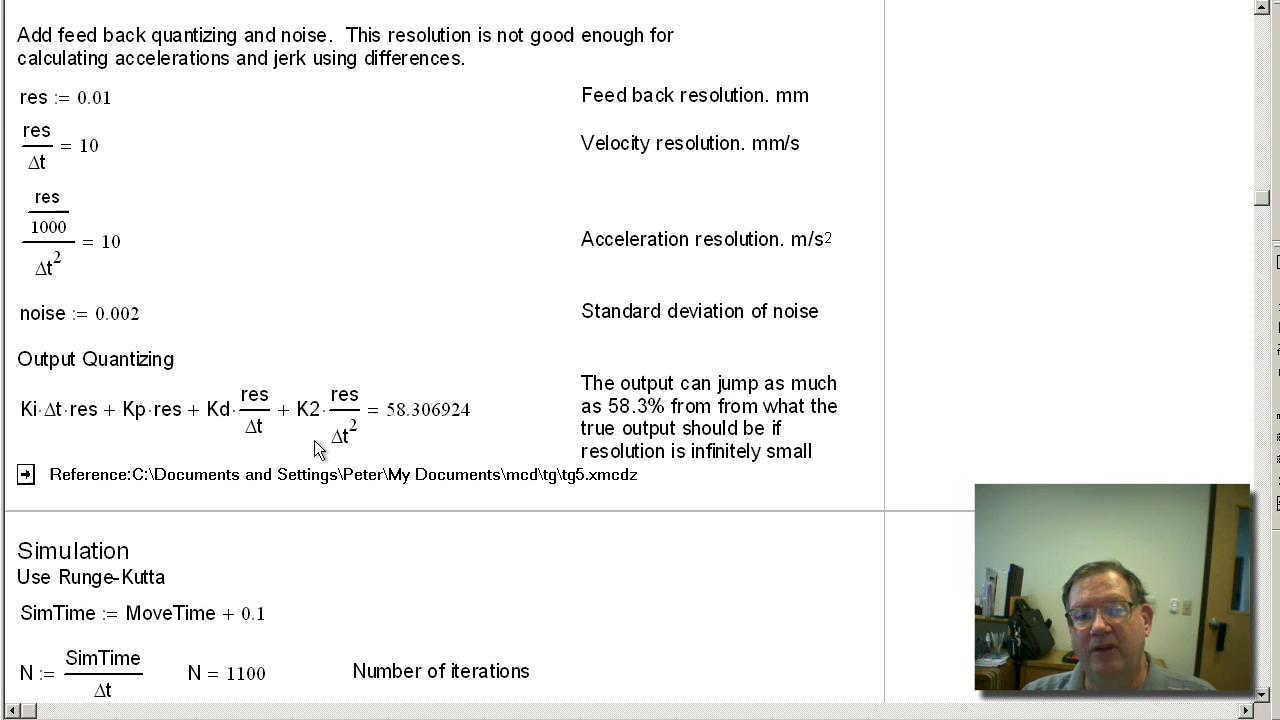 Add feed back quantizing and noise.  This resolution is not good enough for
calculating accelerations and jerk using differences.
res := 0.01
Feed back resolution. mm
res
Δt
= 10
Velocity resolution. mm/s
res
1000
Δt^2
= 10
Acceleration resolution. m/s2
noise := 0.002
Standard deviation of noise
Output Quantizing
Ki·Δt·res + Kp·res + Kd·res/Δt + K2·res/Δt^2 = 58.306924
The output can jump as much
as 58.3% from from what the
true output should be if
resolution is infinitely small
Reference:C:\Documents and Settings\Peter\My Documents\mcd\tg\tg5.xmcdz
Simulation
Use Runge-Kutta
SimTime := MoveTime + 0.1
N := SimTime/Δt
N = 1100
Number of iterations